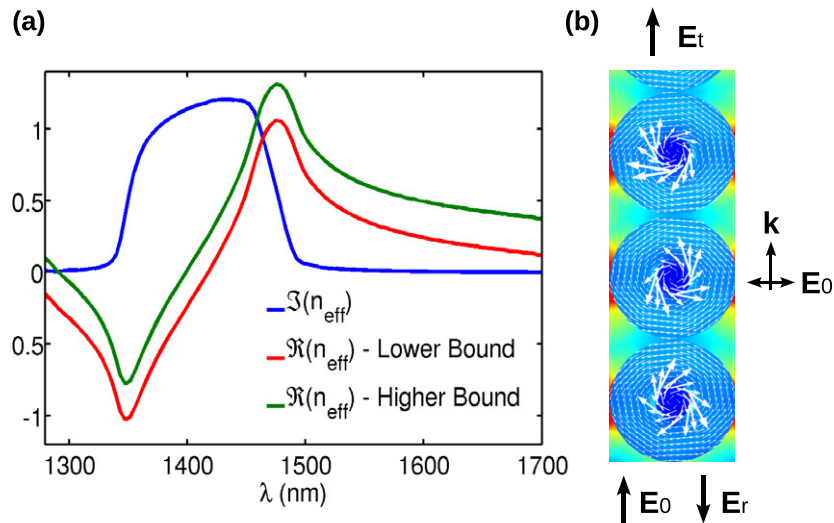 (a)
(b)
Et
1
0.5
0
0.5
-1
ℑ(neff)
ℜ(neff) - Lower Bound
ℜ(neff) - Higher Bound
1300 1400 1500 1600 1700
λ (nm)
k
E0
E0 Er